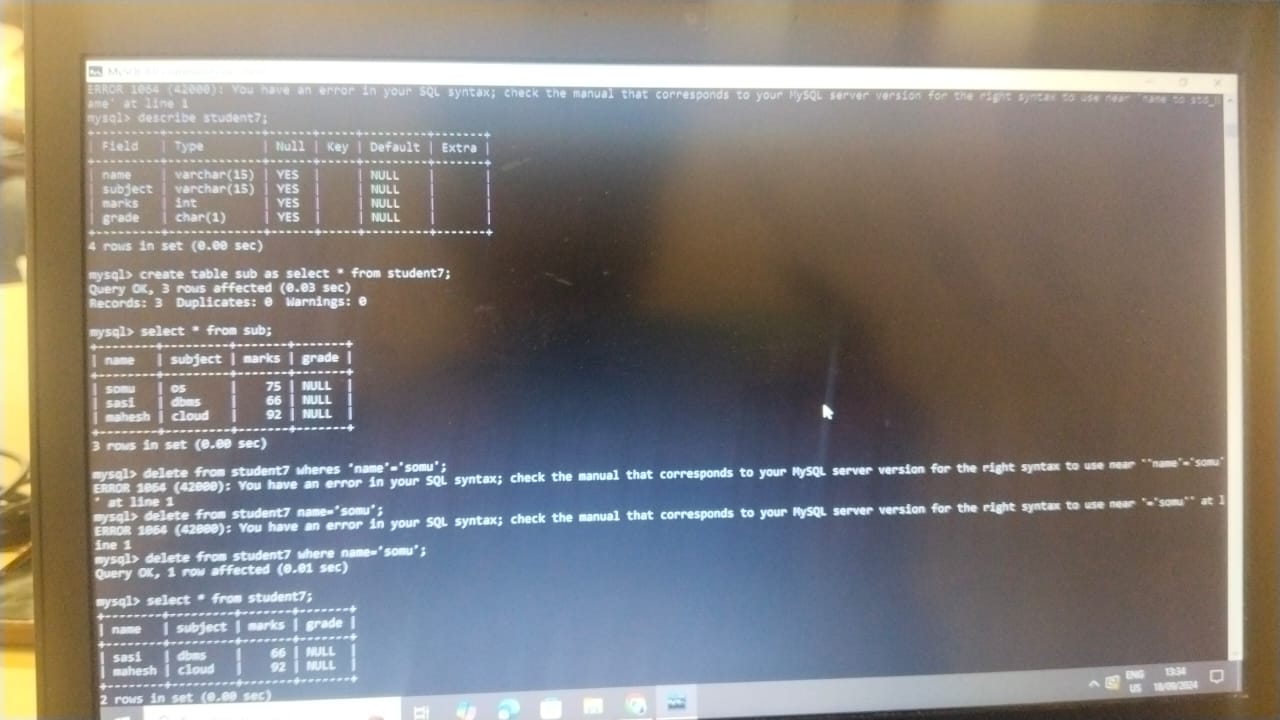 ERROR 1064 (42000): You have an error in your SQL syntax; check the manual that corresponds to your MySQL server version for the right syntax to use near 'name to std_n
ame' at line 1
mysql> describe student7;
+---------+-------------+------+-----+---------+-------+
| Field | Type | Null | Key | Default | Extra |
+---------+-------------+------+-----+---------+-------+
| name | varchar(15) | YES | | NULL | |
| subject | varchar(15) | YES | | NULL | |
| marks | int | YES | | NULL | |
| grade | char(1) | YES | | NULL | |
+---------+-------------+------+-----+---------+-------+
4 rows in set (0.00 sec)
mysql> create table sub as select * from student7;
Query OK, 3 rows affected (0.03 sec)
Records: 3 Duplicates: 0 Warnings: 0
mysql> select * from sub;
+--------+---------+-------+-------+
| name | subject | marks | grade |
+--------+---------+-------+-------+
| somu | os | 75 | NULL |
| sasi | dbms | 66 | NULL |
| mahesh | cloud | 92 | NULL |
+--------+---------+-------+-------+
3 rows in set (0.00 sec)
mysql> delete from student7 wheres 'name'='somu';
ERROR 1064 (42000): You have an error in your SQL syntax; check the manual that corresponds to your MySQL server version for the right syntax to use near ''name'='somu'
' at line 1
mysql> delete from student7 name='somu';
ERROR 1064 (42000): You have an error in your SQL syntax; check the manual that corresponds to your MySQL server version for the right syntax to use near '='somu'' at l
ine 1
mysql> delete from student7 where name='somu';
Query OK, 1 row affected (0.01 sec)
mysql> select * from student7;
+--------+---------+-------+-------+
| name | subject | marks | grade |
+--------+---------+-------+-------+
| sasi | dbms | 66 | NULL |
| mahesh | cloud | 92 | NULL |
+--------+---------+-------+-------+
2 rows in set (0.00 sec)
ENG 13:34
US 18/09/2024